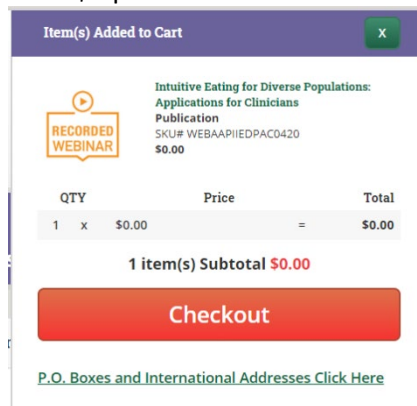 Item(s) Added to Cart
X
RECORDED
WEBINAR
Intuitive Eating for Diverse Populations:
Applications for Clinicians
Publication
SKU# WEBAAPIIEDPAC0420
$0.00
QTY Price Total
1 x $0.00 = $0.00
1 item(s) Subtotal $0.00
Checkout
P.O. Boxes and International Addresses Click Here